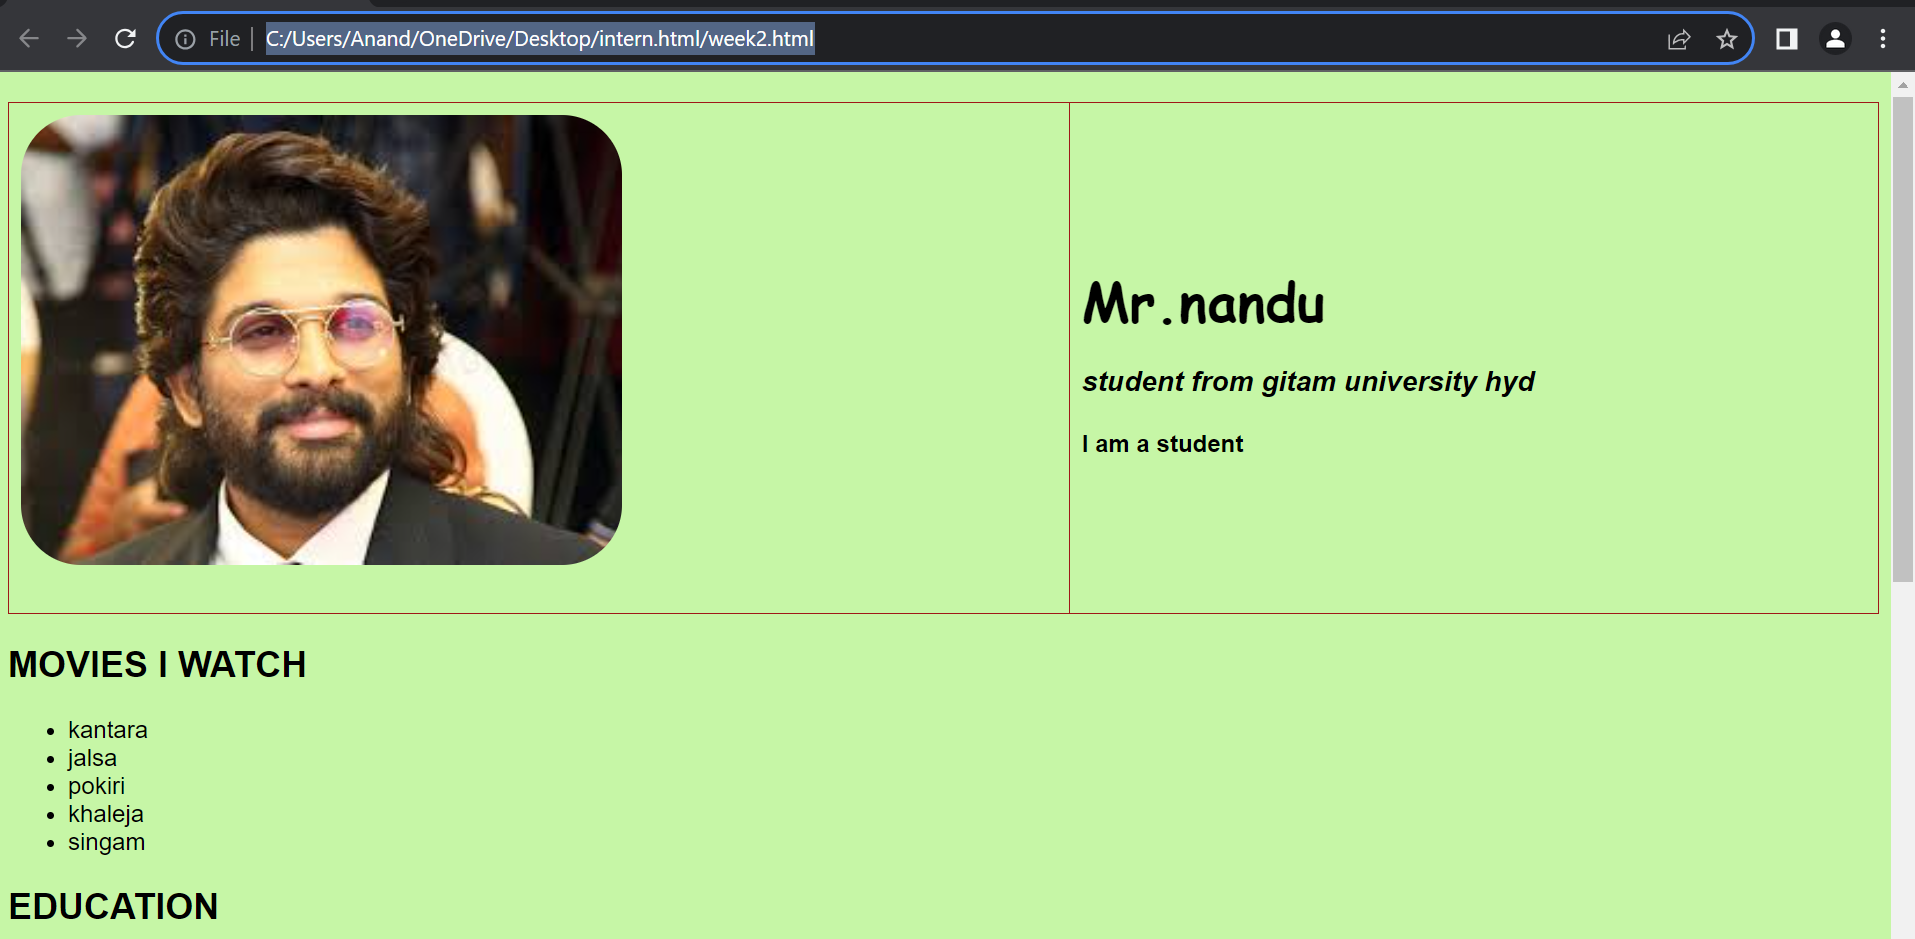 File
C:/Users/Anand/OneDrive/Desktop/intern.html/week2.html
Mr.nandu
student from gitam university hyd
I am a student
MOVIES I WATCH
kantara
jalsa
pokiri
khaleja
singam
EDUCATION